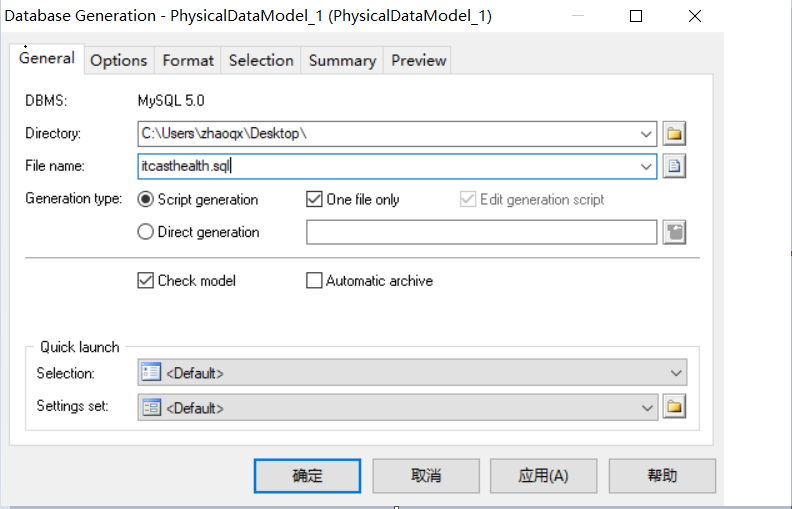 Database Generation - PhysicalDataModel_1 (PhysicalDataModel_1)
General Options Format Selection Summary Preview
DBMS: MySQL 5.0
Directory: C:\Users\zhaoqx\Desktop\
File name: itcasthealth.sql
Generation type: Script generation One file only Edit generation script
Direct generation
Check model Automatic archive
Quick launch
Selection: <Default>
Settings set: <Default>
确定 取消 应用(A) 帮助